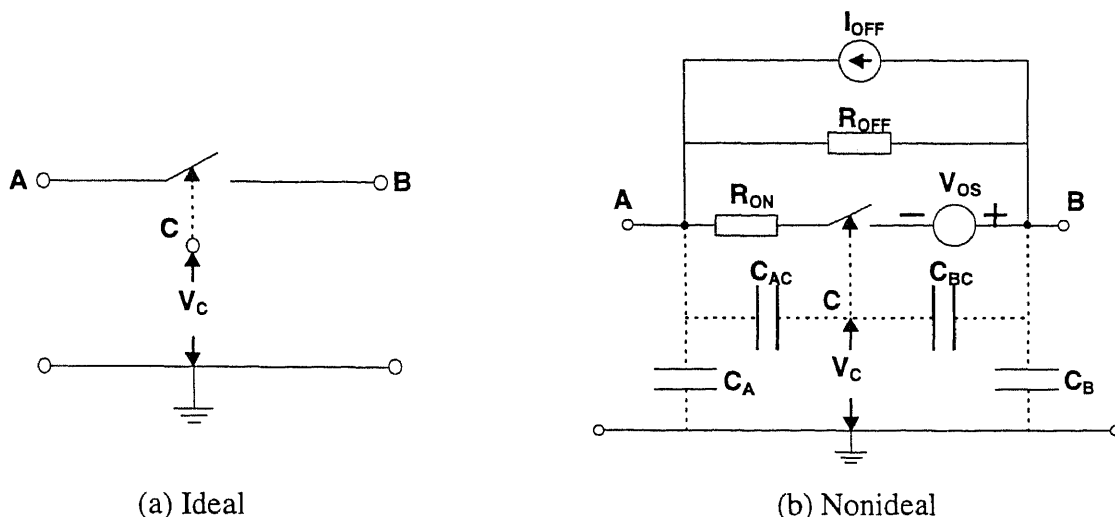 A
B
C
V_C
(a) Ideal
I_OFF
R_OFF
A
R_ON
V_OS
B
− +
C_AC
C
C_BC
V_C
C_A
C_B
(b) Nonideal